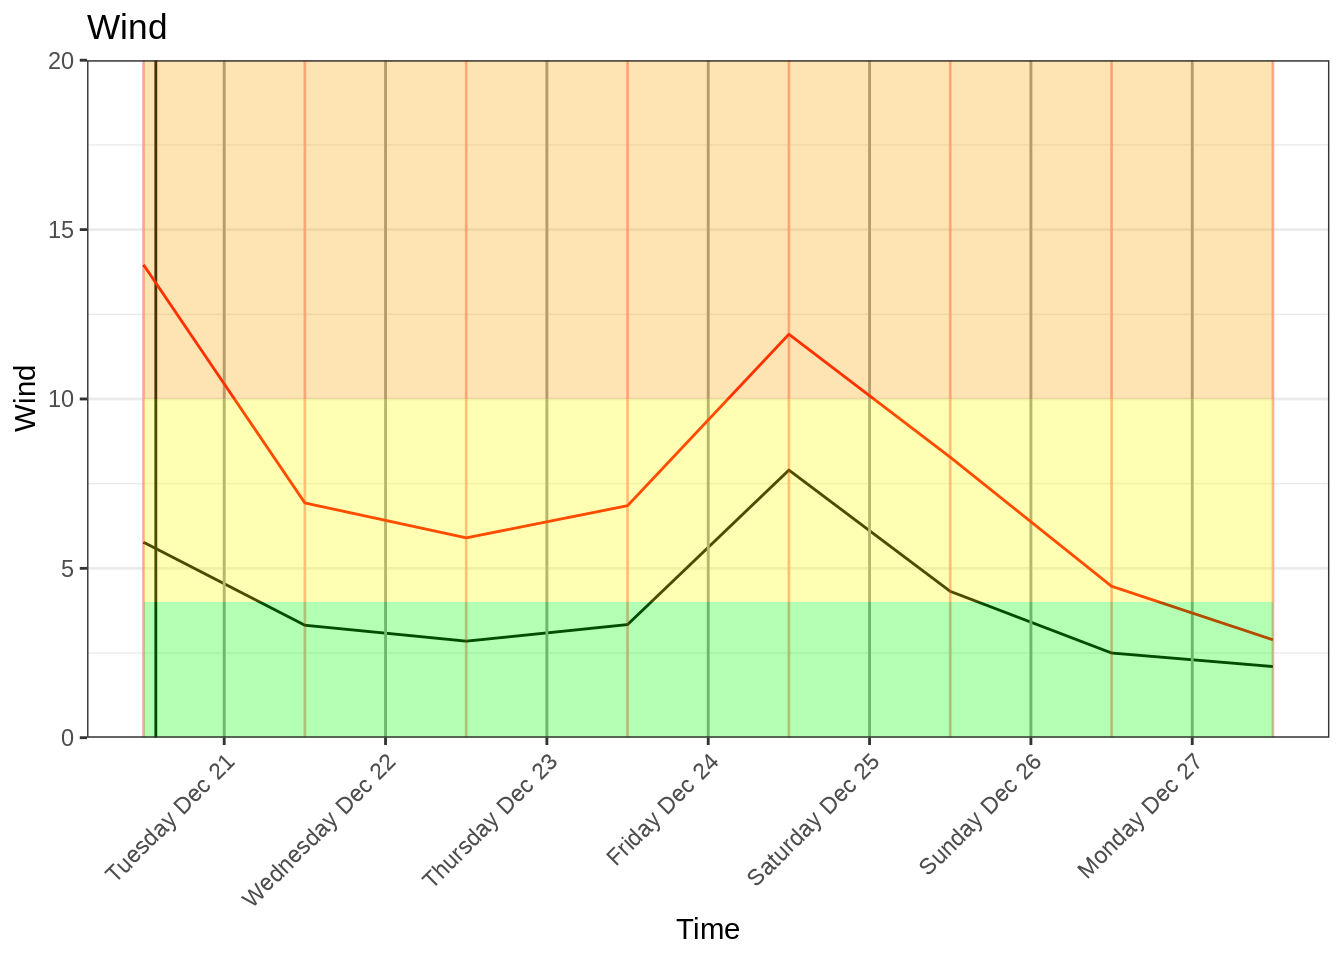 Wind
Wind
20
15
10
5
0
Tuesday Dec 21
Wednesday Dec 22
Thursday Dec 23
Friday Dec 24
Saturday Dec 25
Sunday Dec 26
Monday Dec 27
Time